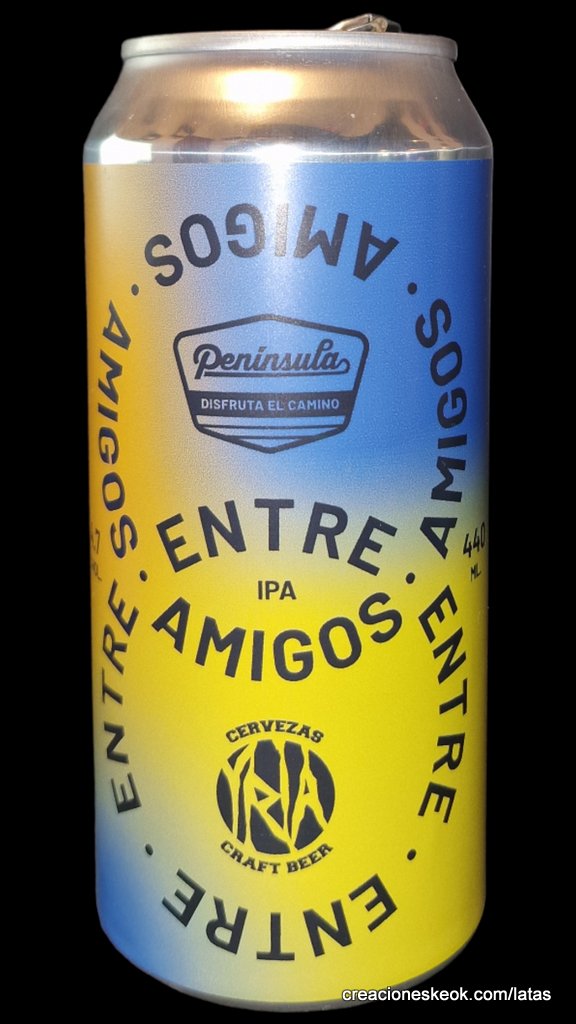 AMIGOS
AMIGOS
AMIGOS
Península
DISFRUTA EL CAMINO
ENTRE
IPA
AMIGOS
440
ML.
ENTRE
ENTRE
CERVEZAS
YRIA
CRAFT BEER
ENTRE
creacioneskeok.com/latas